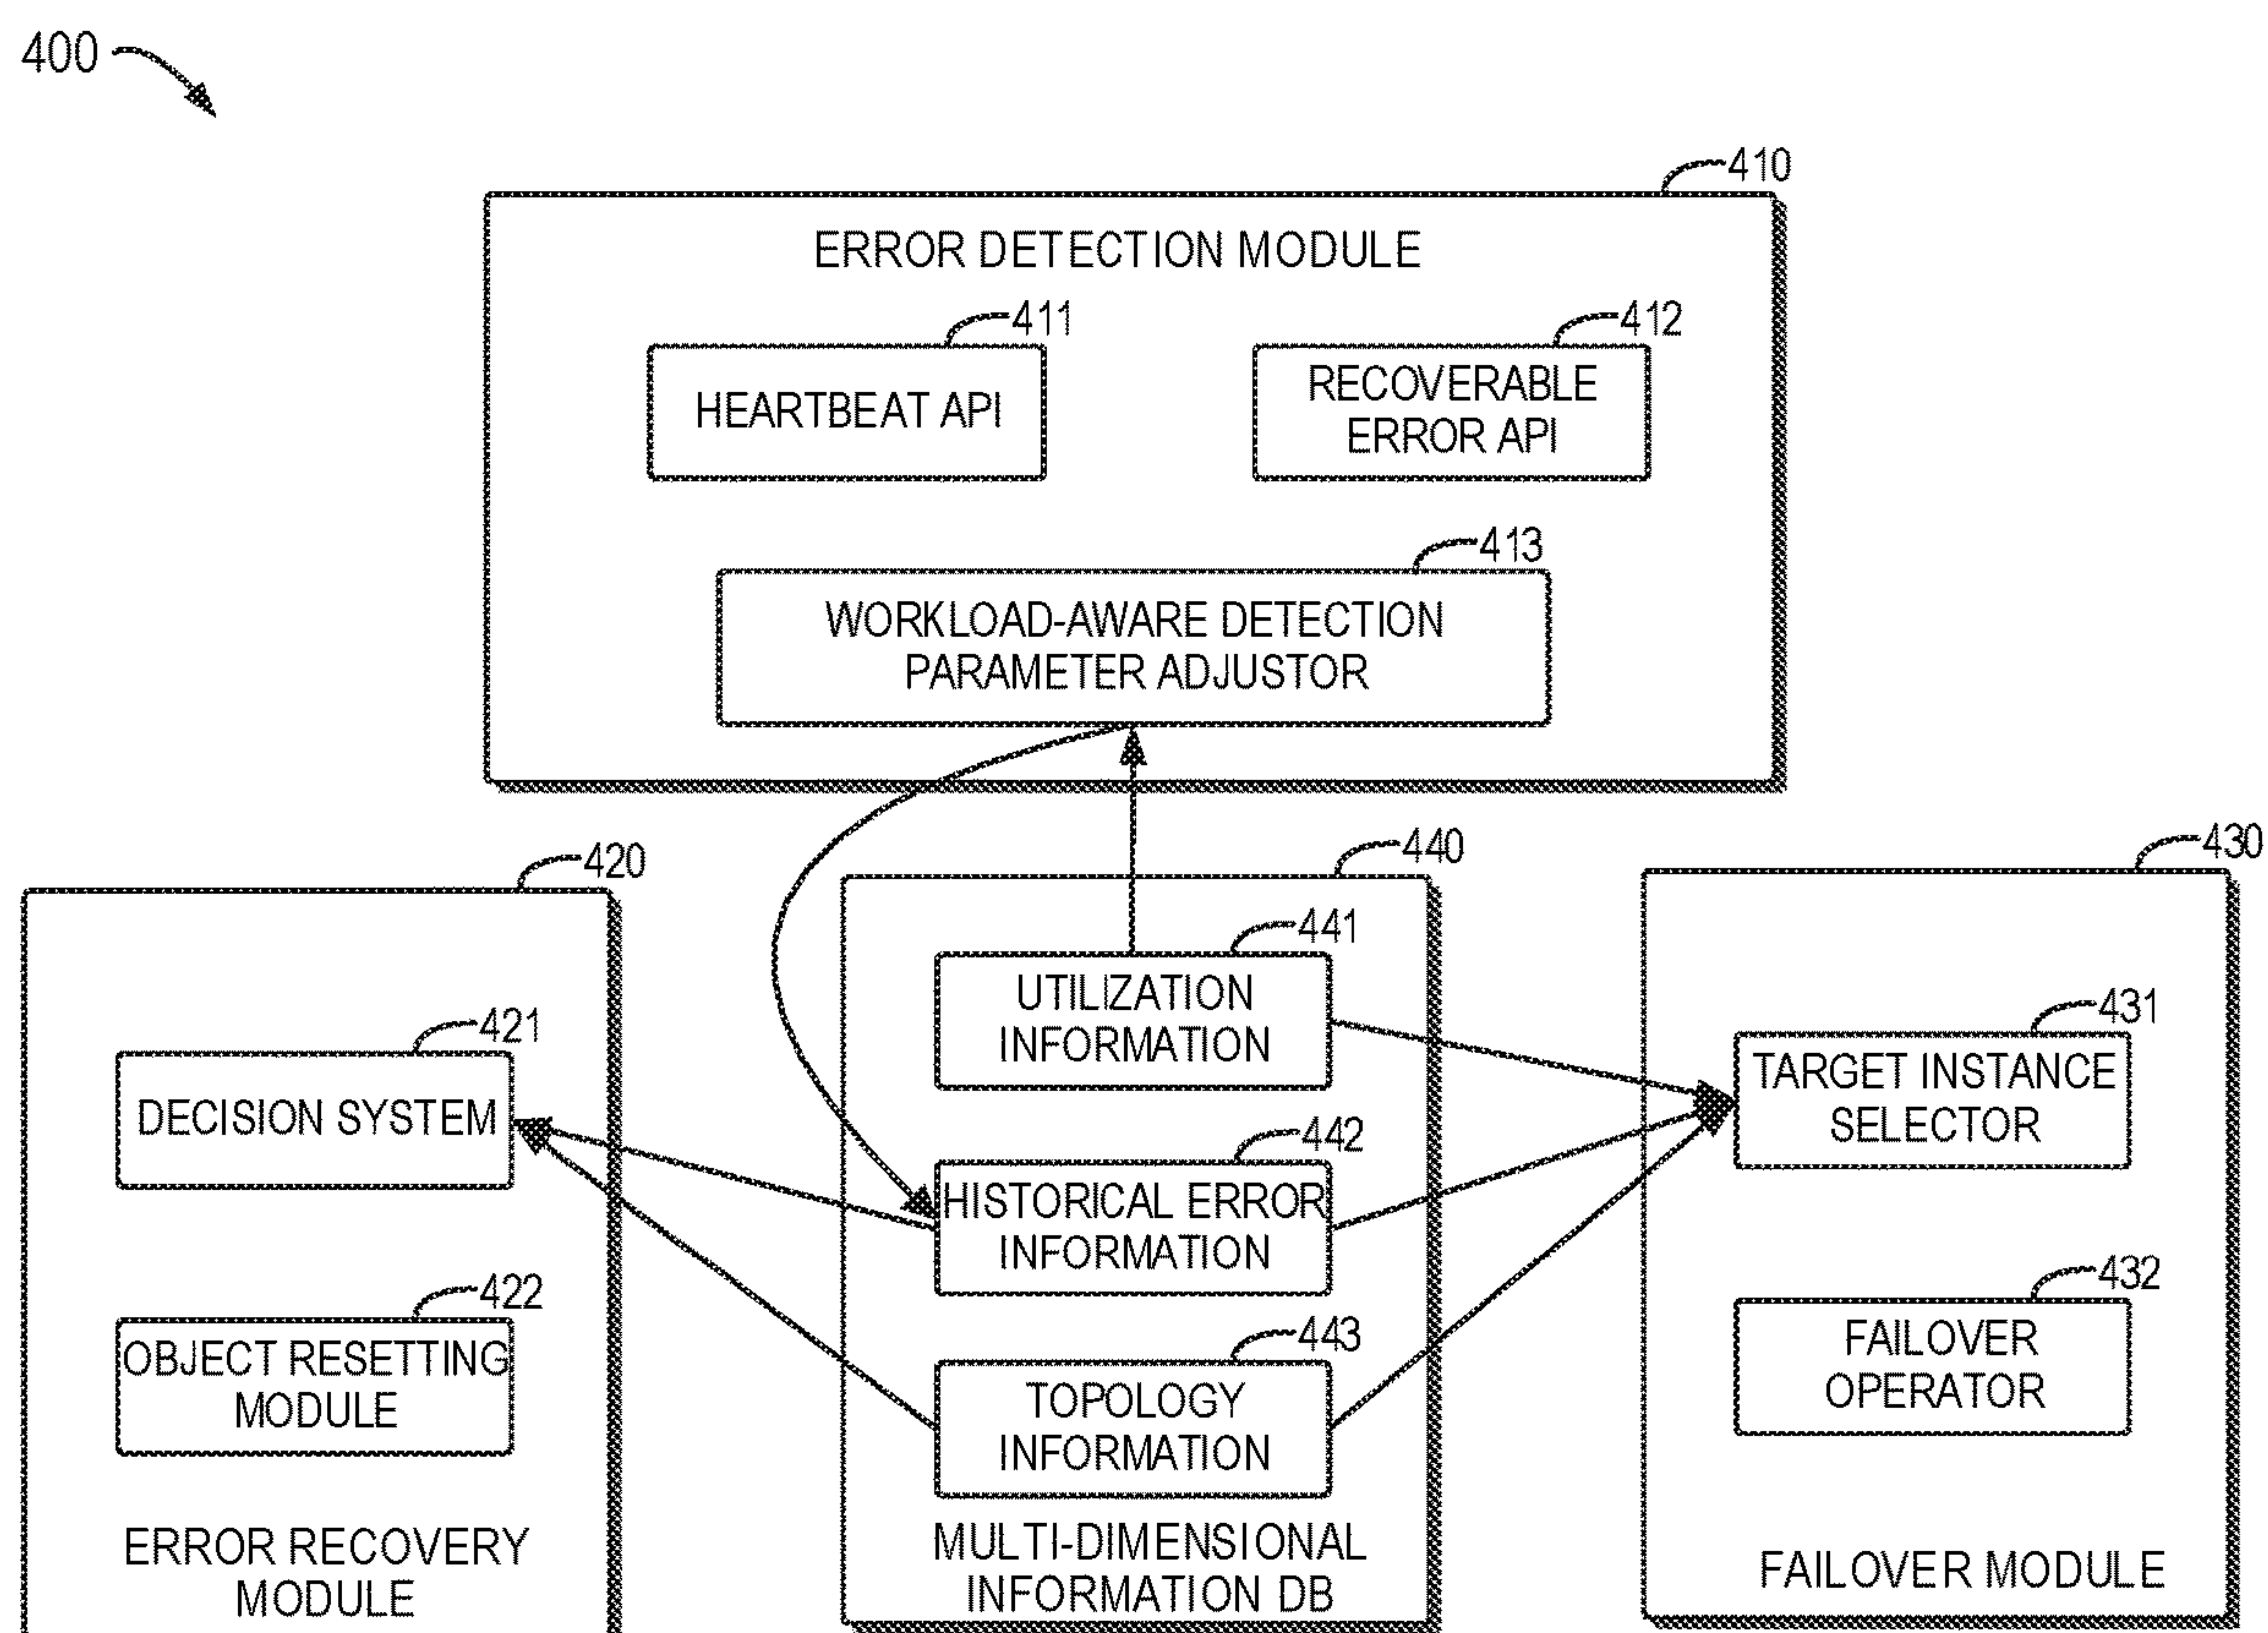 400
410
ERROR DETECTION MODULE
411
412
HEARTBEAT API
RECOVERABLE
ERROR API
413
WORKLOAD-AWARE DETECTION
PARAMETER ADJUSTOR
420
440
430
441
UTILIZATION
INFORMATION
421
DECISION SYSTEM
431
TARGET INSTANCE
SELECTOR
442
HISTORICAL ERROR
INFORMATION
422
OBJECT RESETTING
MODULE
432
FAILOVER
OPERATOR
443
TOPOLOGY
INFORMATION
ERROR RECOVERY
MODULE
MULTI-DIMENSIONAL
INFORMATION DB
FAILOVER MODULE